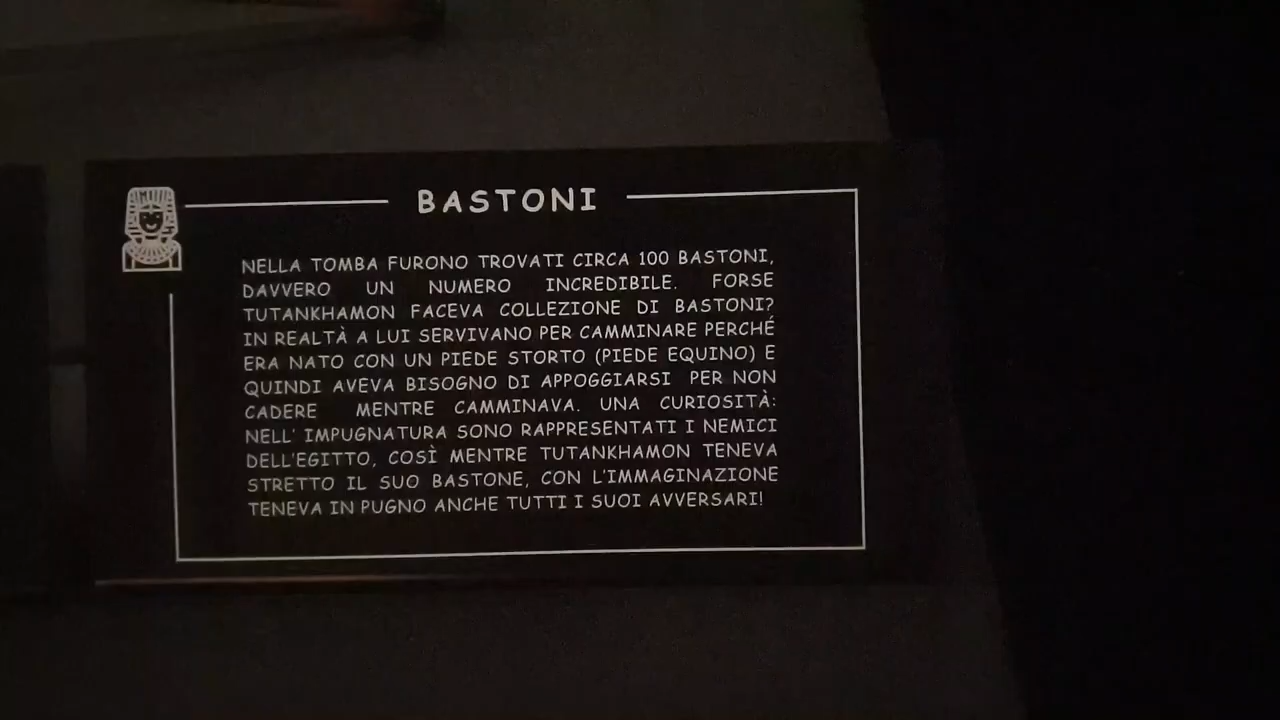 BASTONI
NELLA TOMBA FURONO TROVATI CIRCA 100 BASTONI,
DAVVERO UN NUMERO INCREDIBILE. FORSE
TUTANKHAMON FACEVA COLLEZIONE DI BASTONI?
IN REALTÀ A LUI SERVIVANO PER CAMMINARE PERCHÉ
ERA NATO CON UN PIEDE STORTO (PIEDE EQUINO) E
QUINDI AVEVA BISOGNO DI APPOGGIARSI PER NON
CADERE MENTRE CAMMINAVA. UNA CURIOSITÀ:
NELL' IMPUGNATURA SONO RAPPRESENTATI I NEMICI
DELL'EGITTO, COSÌ MENTRE TUTANKHAMON TENEVA
STRETTO IL SUO BASTONE, CON L'IMMAGINAZIONE
TENEVA IN PUGNO ANCHE TUTTI I SUOI AVVERSARI!